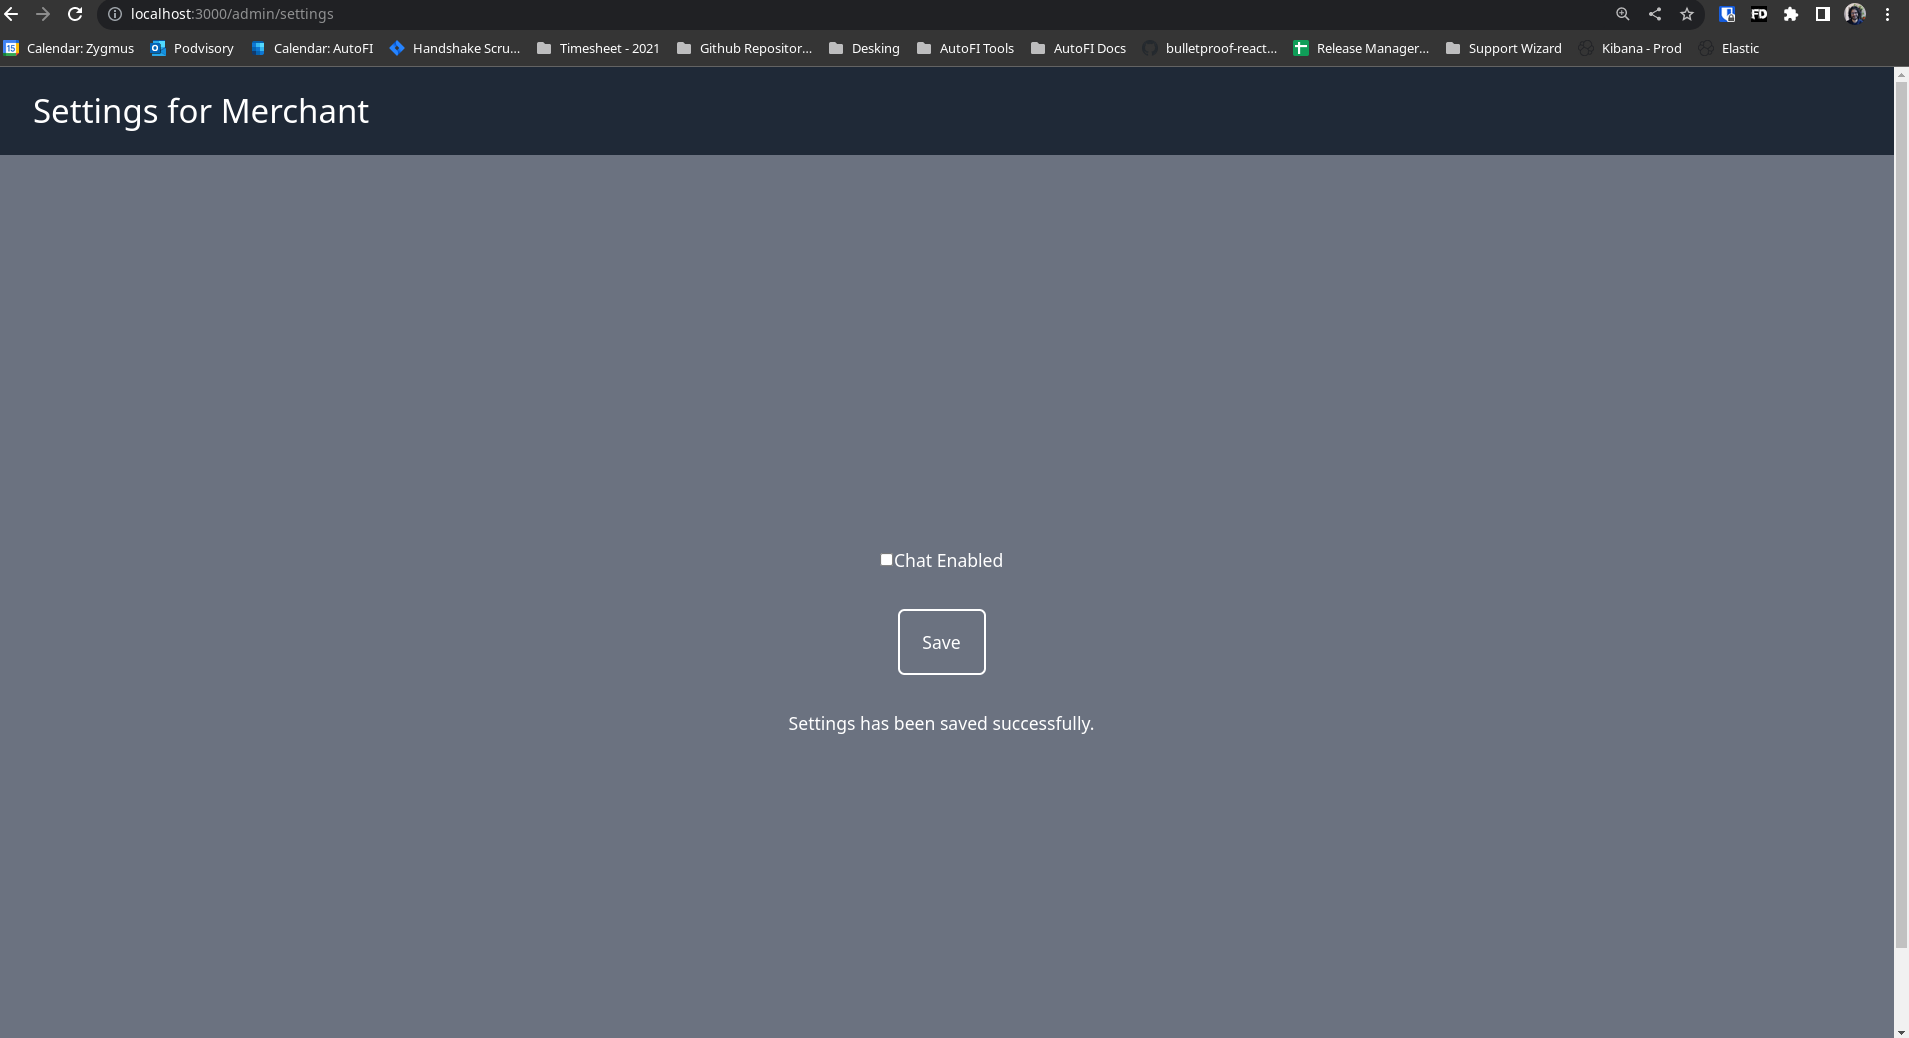 localhost:3000/admin/settings
FD
15 Calendar: Zygmus Podvisory Calendar: AutoFI Handshake Scru... Timesheet - 2021 Github Repositor... Desking AutoFI Tools AutoFI Docs bulletproof-react... Release Manager... Support Wizard Kibana - Prod Elastic
Settings for Merchant
Chat Enabled
Save
Settings has been saved successfully.